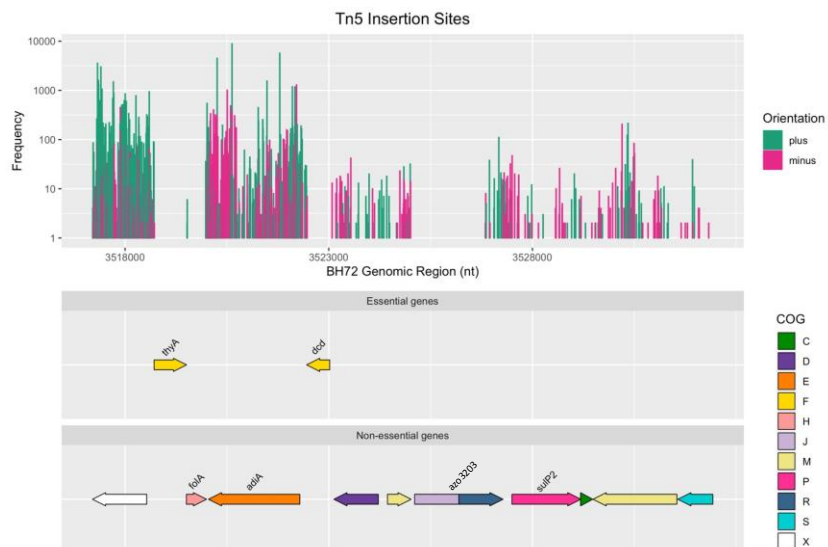 Tn5 Insertion Sites
10000
1000
100
10
1
Frequency
3518000
3523000
3528000
BH72 Genomic Region (nt)
Orientation
plus
minus
Essential genes
thyA
dcd
Non-essential genes
folA
adiA
azo3203
sulP2
COG
C
D
E
F
H
J
M
P
R
S
X